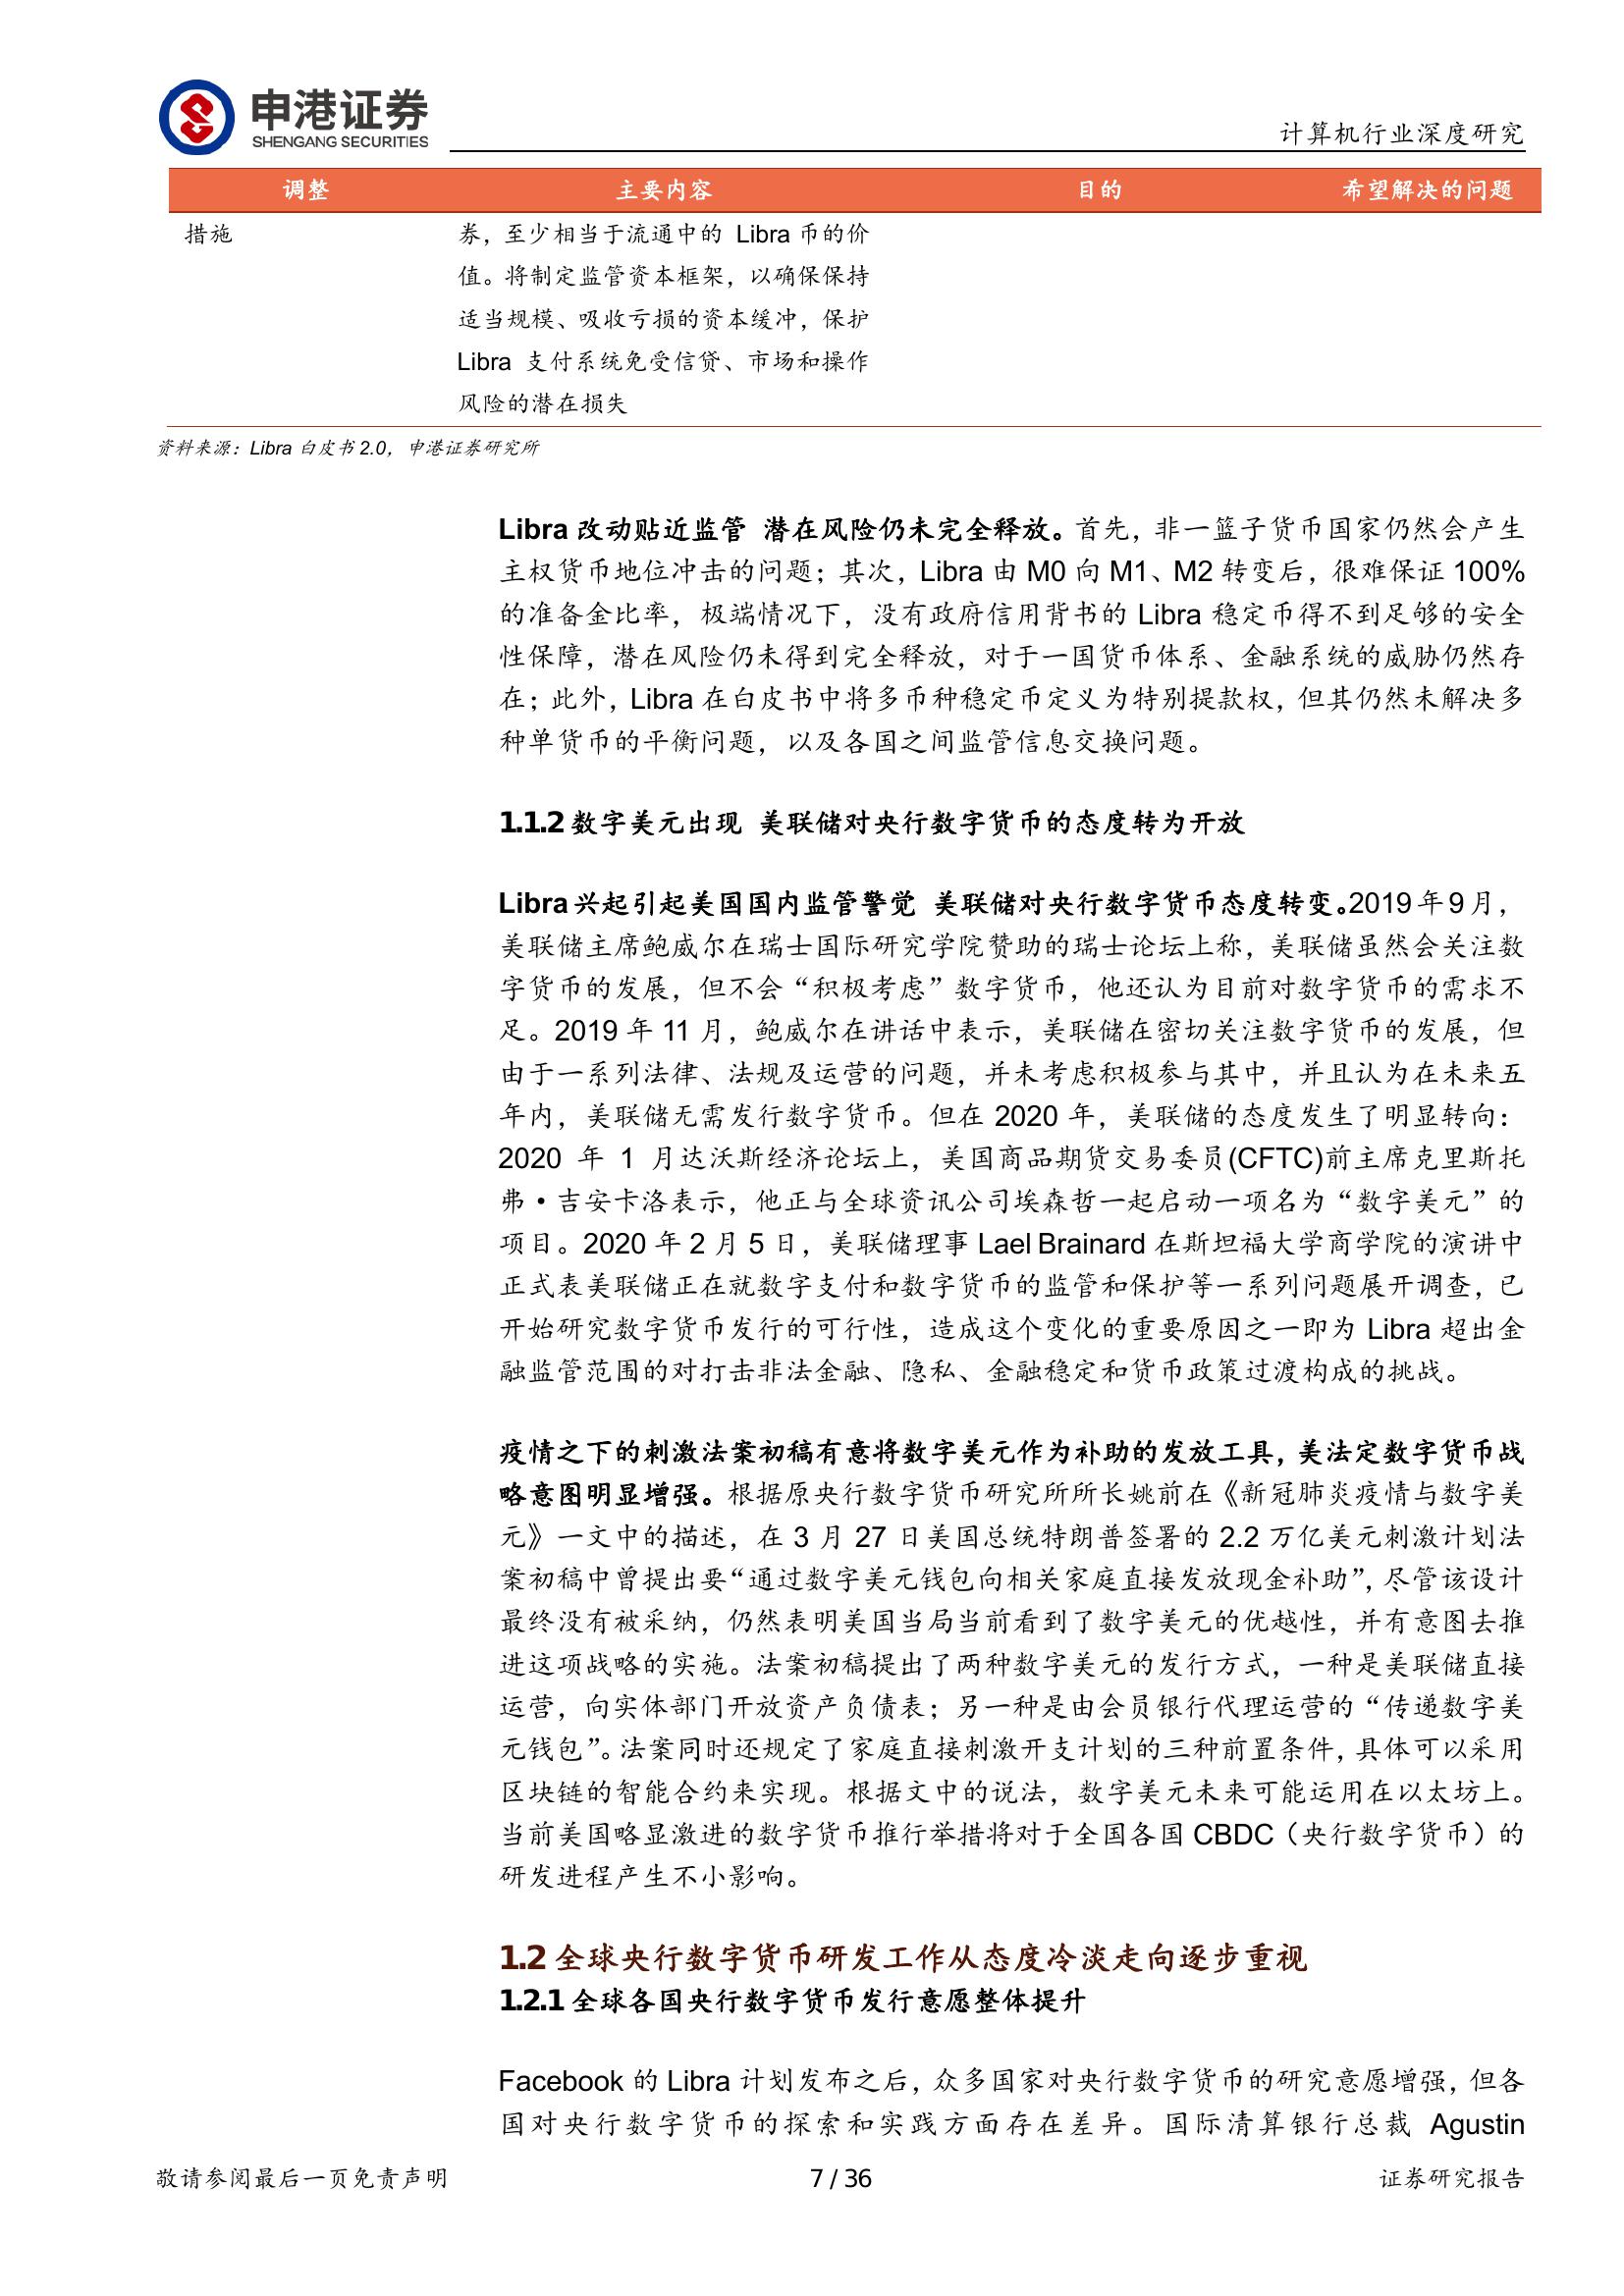 申港证券
SHENGANG SECURITIES
计算机行业深度研究
调整 主要内容 目的 希望解决的问题
措施 券，至少相当于流通中的 Libra 币的价
值。将制定监管资本框架，以确保保持
适当规模、吸收亏损的资本缓冲，保护
Libra 支付系统免受信贷、市场和操作
风险的潜在损失
资料来源：Libra 白皮书 2.0，申港证券研究所
Libra 改动贴近监管 潜在风险仍未完全释放。首先，非一篮子货币国家仍然会产生
主权货币地位冲击的问题；其次，Libra 由 M0 向 M1、M2 转变后，很难保证 100%
的准备金比率，极端情况下，没有政府信用背书的 Libra 稳定币得不到足够的安全
性保障，潜在风险仍未得到完全释放，对于一国货币体系、金融系统的威胁仍然存
在；此外，Libra 在白皮书中将多币种稳定币定义为特别提款权，但其仍然未解决多
种单货币的平衡问题，以及各国之间监管信息交换问题。
1.1.2 数字美元出现 美联储对央行数字货币的态度转为开放
Libra 兴起引起美国国内监管警觉 美联储对央行数字货币态度转变。2019 年 9 月，
美联储主席鲍威尔在瑞士国际研究学院赞助的瑞士论坛上称，美联储虽然会关注数
字货币的发展，但不会“积极考虑”数字货币，他还认为目前对数字货币的需求不
足。2019 年 11 月，鲍威尔在讲话中表示，美联储在密切关注数字货币的发展，但
由于一系列法律、法规及运营的问题，并未考虑积极参与其中，并且认为在未来五
年内，美联储无需发行数字货币。但在 2020 年，美联储的态度发生了明显转向：
2020 年 1 月达沃斯经济论坛上，美国商品期货交易委员(CFTC)前主席克里斯托
弗·吉安卡洛表示，他正与全球资讯公司埃森哲一起启动一项名为“数字美元”的
项目。2020 年 2 月 5 日，美联储理事 Lael Brainard 在斯坦福大学商学院的演讲中
正式表美联储正在就数字支付和数字货币的监管和保护等一系列问题展开调查，已
开始研究数字货币发行的可行性，造成这个变化的重要原因之一即为 Libra 超出金
融监管范围的对打击非法金融、隐私、金融稳定和货币政策过渡构成的挑战。
疫情之下的刺激法案初稿有意将数字美元作为补助的发放工具，美法定数字货币战
略意图明显增强。根据原央行数字货币研究所所长姚前在《新冠肺炎疫情与数字美
元》一文中的描述，在 3 月 27 日美国总统特朗普签署的 2.2 万亿美元刺激计划法
案初稿中曾提出要“通过数字美元钱包向相关家庭直接发放现金补助”，尽管该设计
最终没有被采纳，仍然表明美国当局当前看到了数字美元的优越性，并有意图去推
进这项战略的实施。法案初稿提出了两种数字美元的发行方式，一种是美联储直接
运营，向实体部门开放资产负债表；另一种是由会员银行代理运营的“传递数字美
元钱包”。法案同时还规定了家庭直接刺激开支计划的三种前置条件，具体可以采用
区块链的智能合约来实现。根据文中的说法，数字美元未来可能运用在以太坊上。
当前美国略显激进的数字货币推行举措将对于全国各国 CBDC（央行数字货币）的
研发进程产生不小影响。
1.2 全球央行数字货币研发工作从态度冷淡走向逐步重视
1.2.1 全球各国央行数字货币发行意愿整体提升
Facebook 的 Libra 计划发布之后，众多国家对央行数字货币的研究意愿增强，但各
国对央行数字货币的探索和实践方面存在差异。国际清算银行总裁 Agustin
敬请参阅最后一页免责声明 7 / 36 证券研究报告